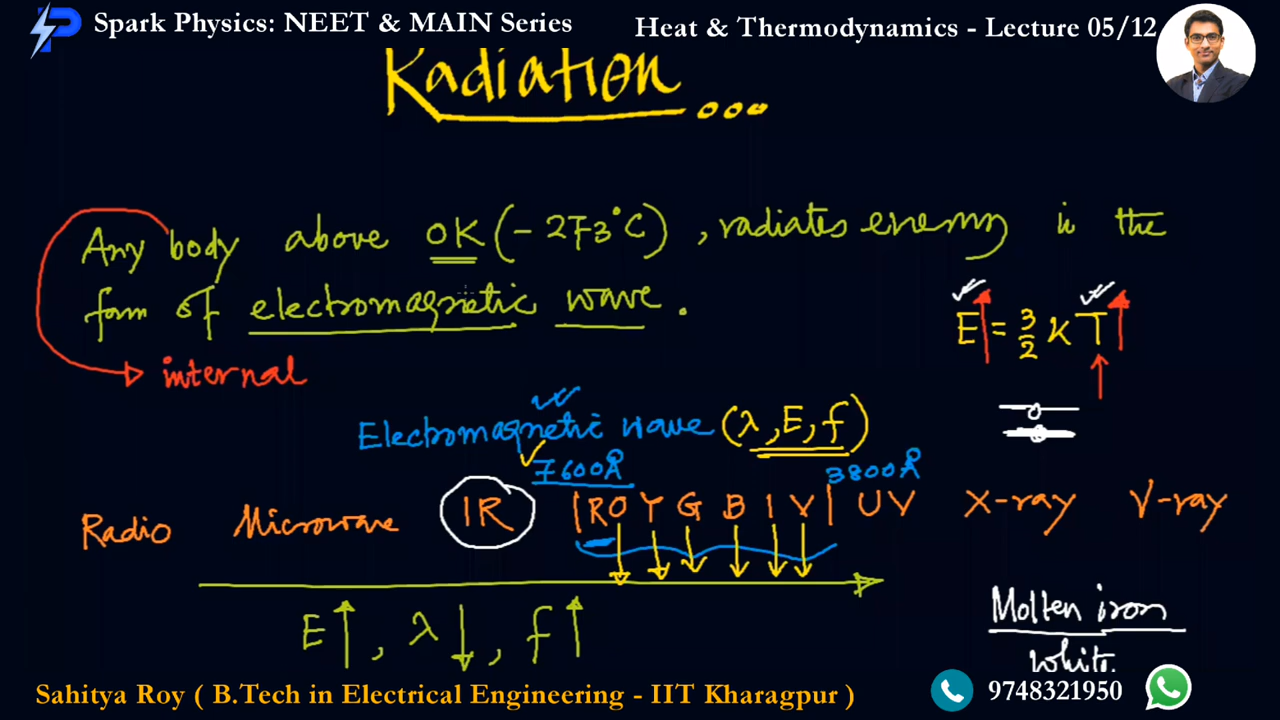 Spark Physics: NEET & MAIN Series
Heat & Thermodynamics - Lecture 05/12
Radiation...
Any body above 0K (-273°C), radiates energy in the
form of electromagnetic wave.
internal
E = 3/2 K T
Electromagnetic wave (λ, E, f)
7600Å 3800Å
Radio Microwave IR | R O Y G B I V | UV X-ray γ-ray
E↑, λ↓, f↑
Molten iron
white
Sahitya Roy ( B.Tech in Electrical Engineering - IIT Kharagpur )
9748321950